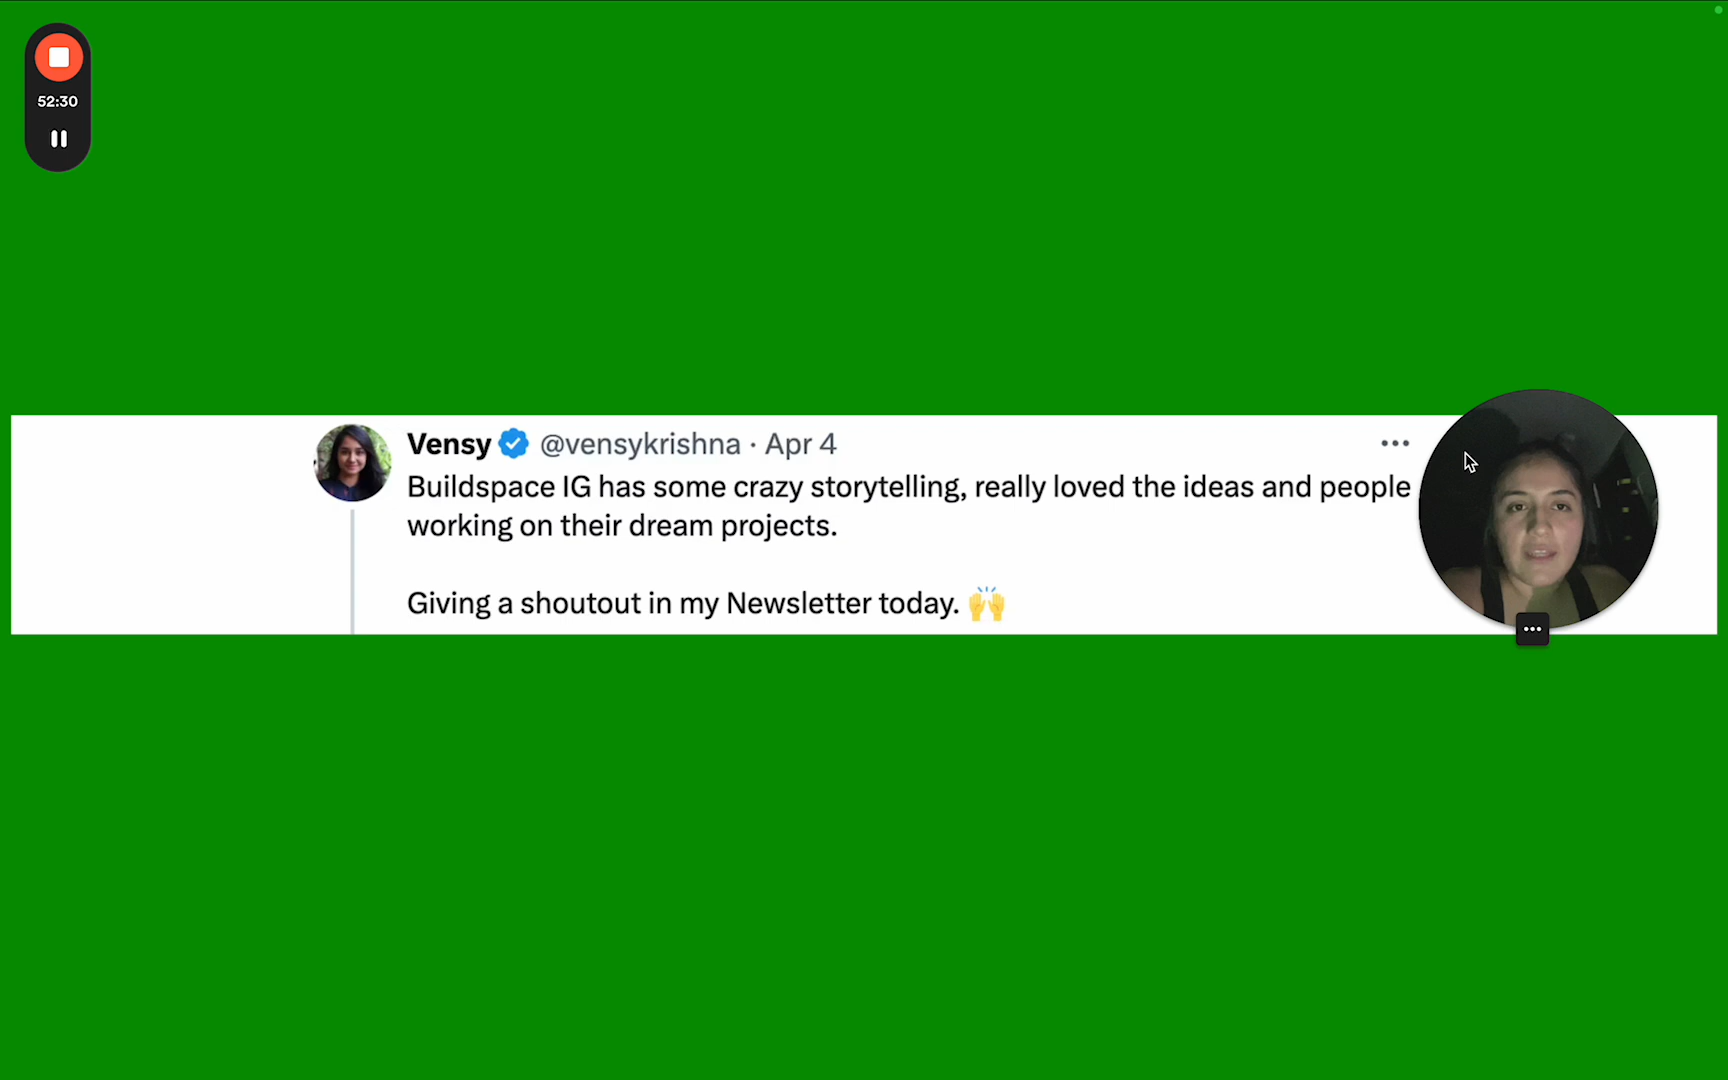 52:30
Vensy @vensykrishna · Apr 4
Buildspace IG has some crazy storytelling, really loved the ideas and people
working on their dream projects.
Giving a shoutout in my Newsletter today. 🙌